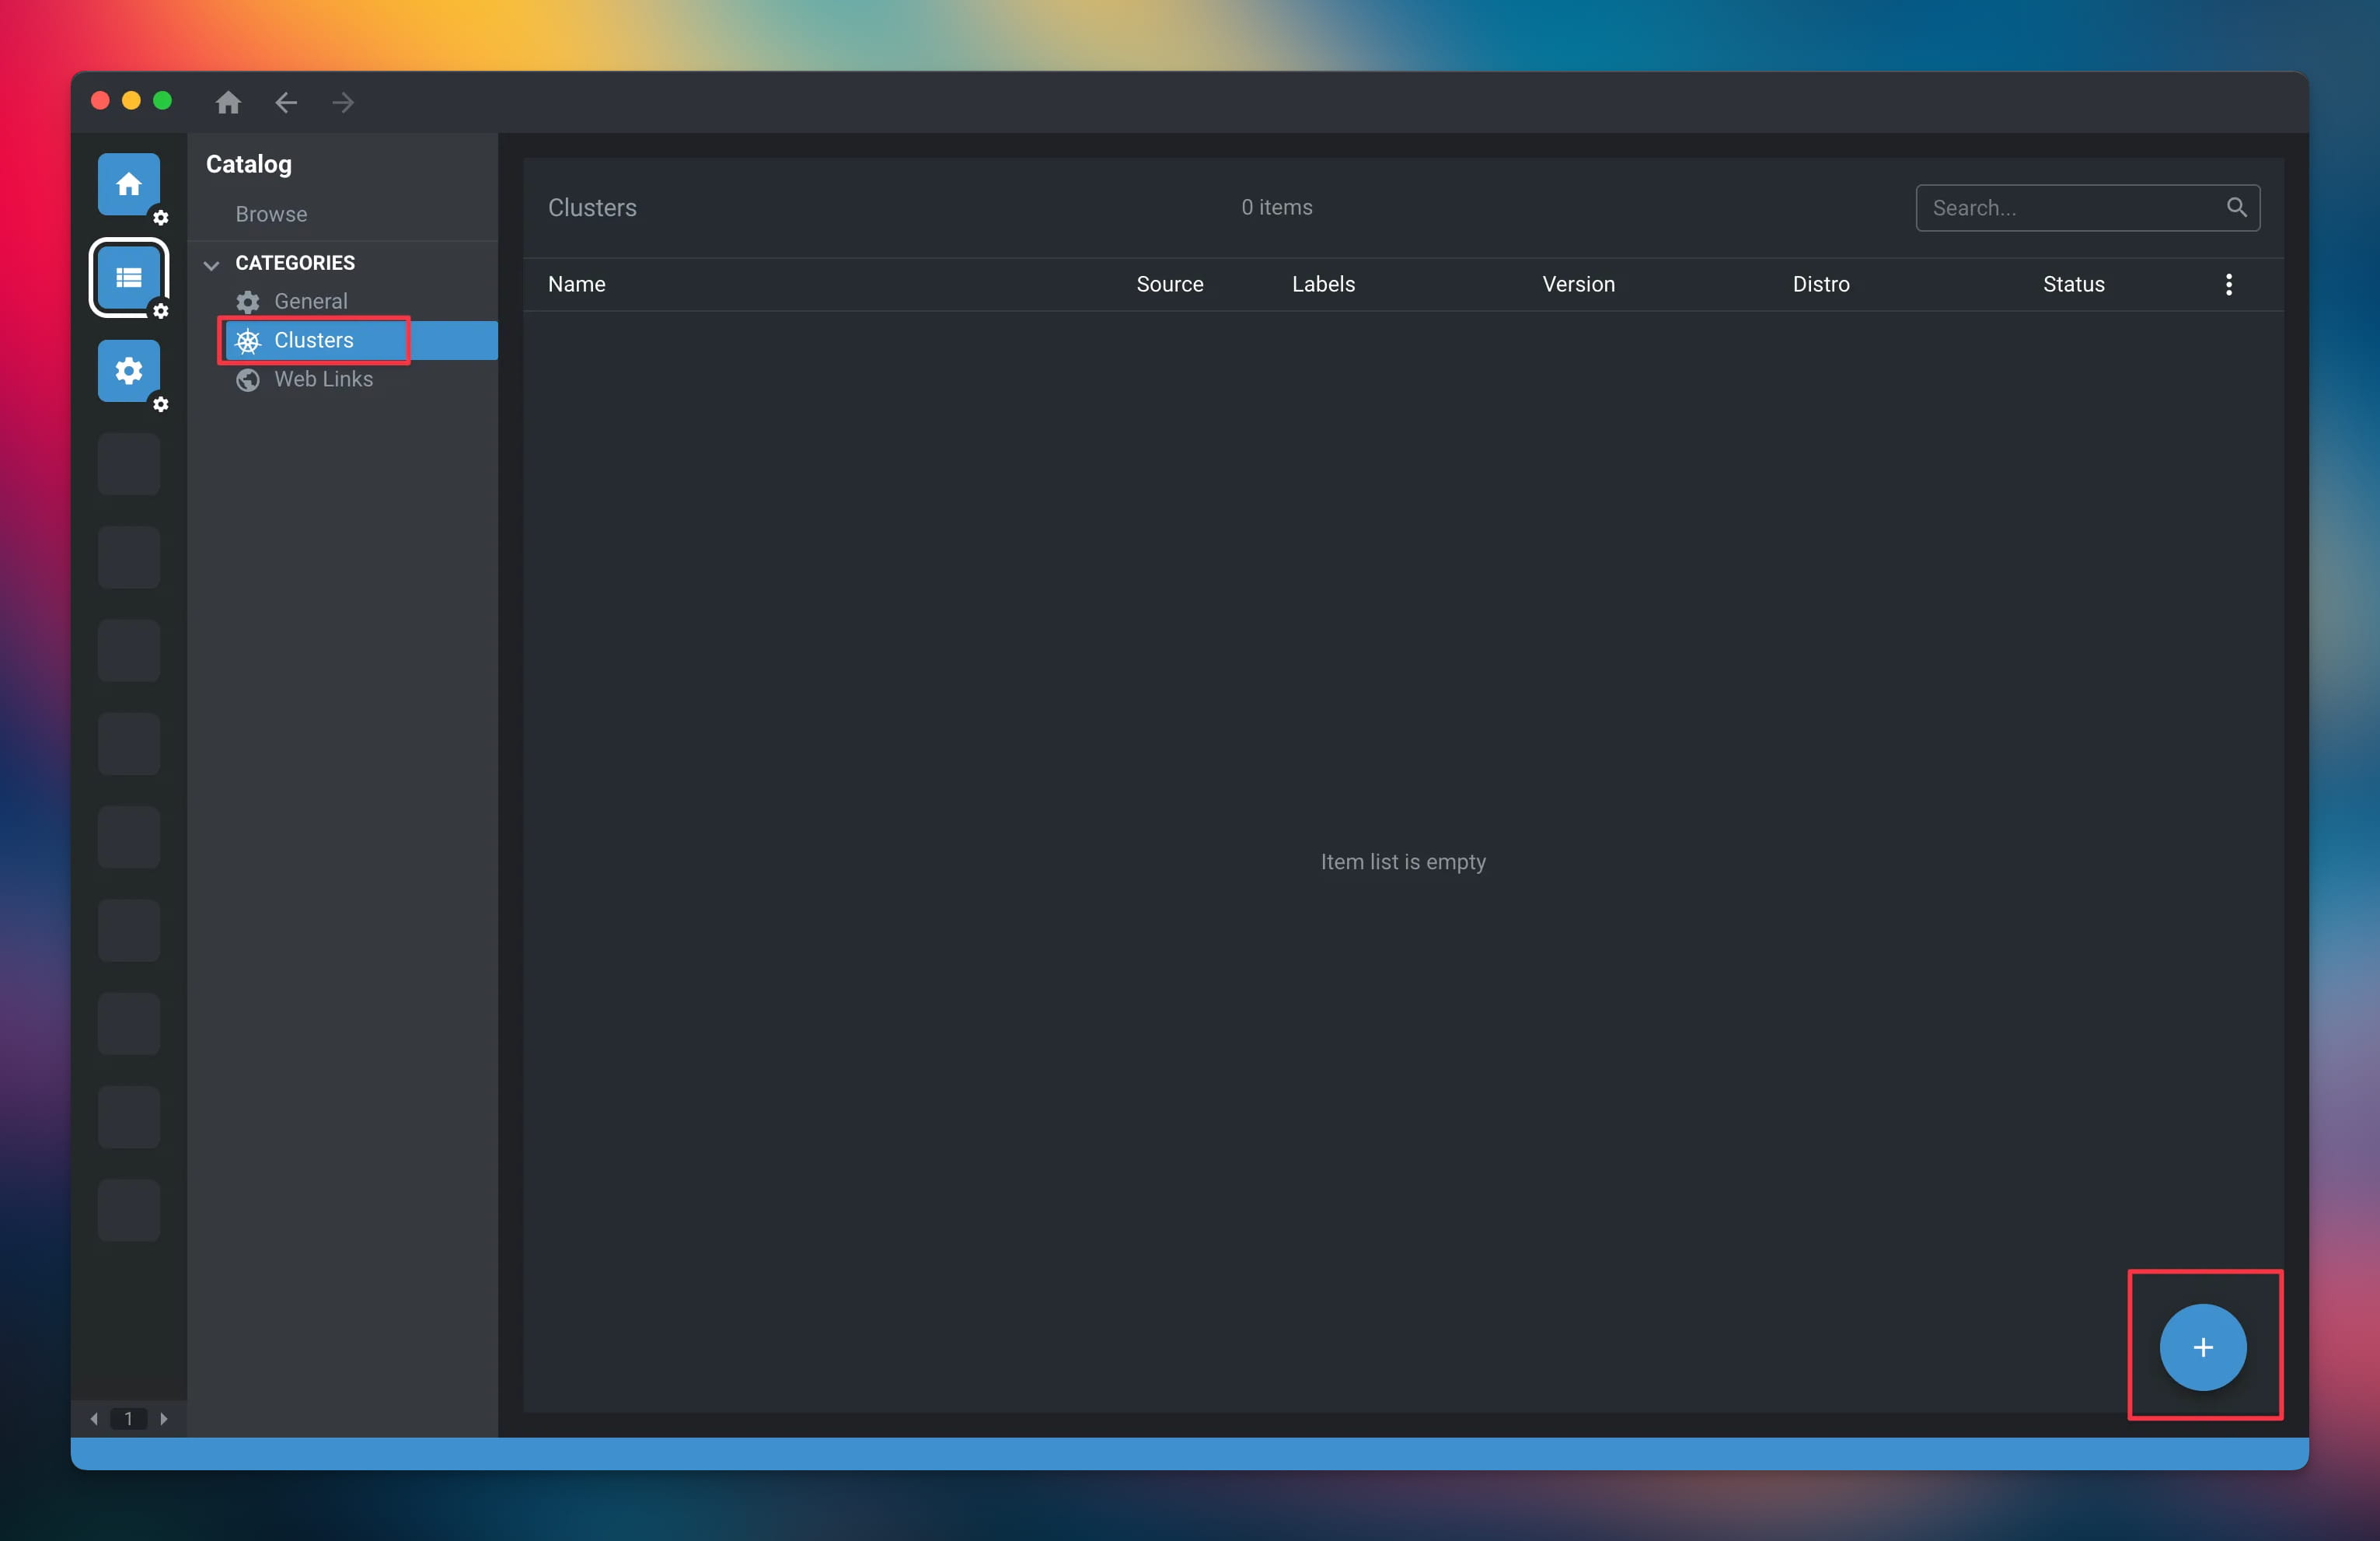 Catalog
Browse
CATEGORIES
General
Clusters
Web Links
Clusters
0 items
Search...
Name Source Labels Version Distro Status
Item list is empty
1